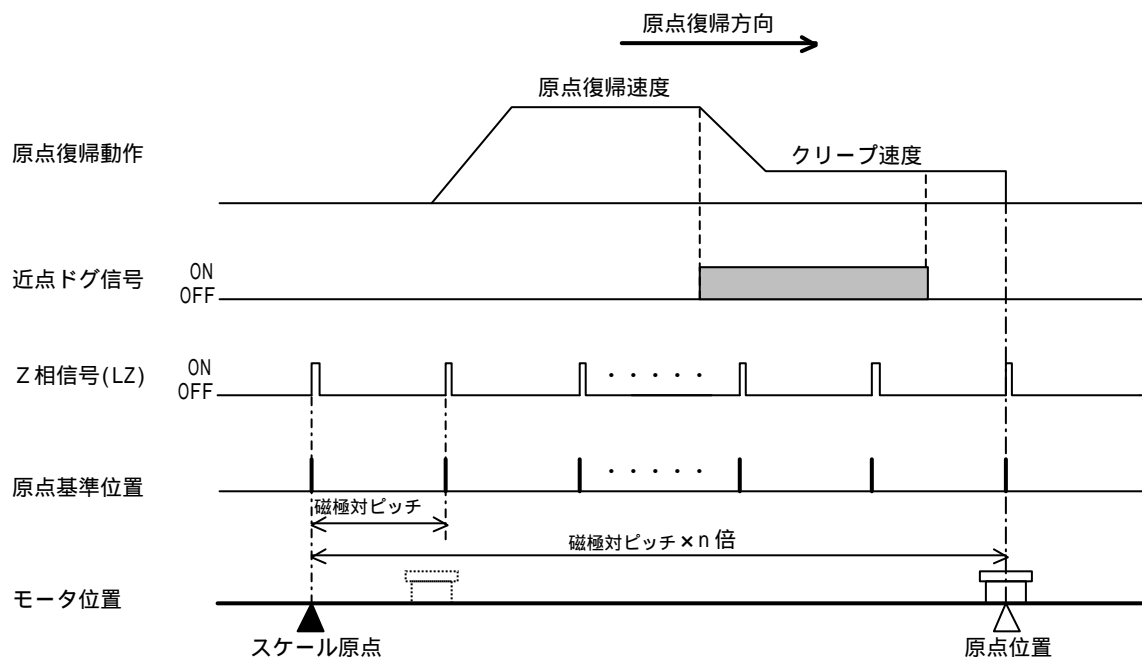 原点復帰方向
原点復帰速度
原点復帰動作
クリープ速度
近点ドグ信号
ON
OFF
Z相信号(LZ)
ON
OFF
・・・・・
原点基準位置
・・・・・
磁極対ピッチ
磁極対ピッチ×n倍
モータ位置
スケール原点
原点位置